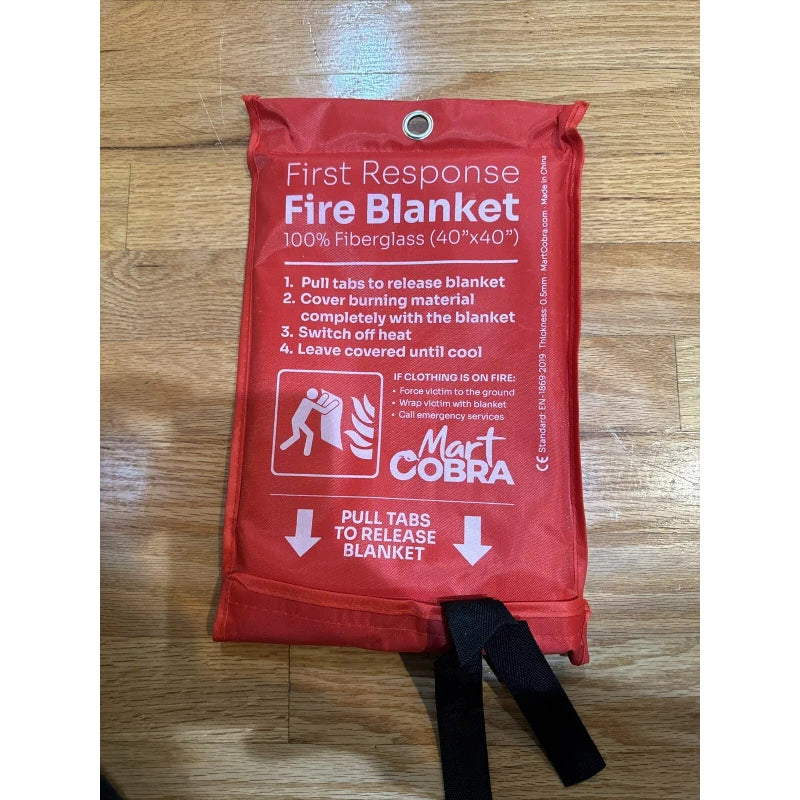 First Response
Fire Blanket
100% Fiberglass (40"x40")
1. Pull tabs to release blanket
2. Cover burning material
completely with the blanket
3. Switch off heat
4. Leave covered until cool
IF CLOTHING IS ON FIRE:
• Force victim to the ground
• Wrap victim with blanket
• Call emergency services
Mart
COBRA
PULL TABS
TO RELEASE
BLANKET
CE Standard: EN-1869 2019 Thickness: 0.5mm MartCobra.com Made in China